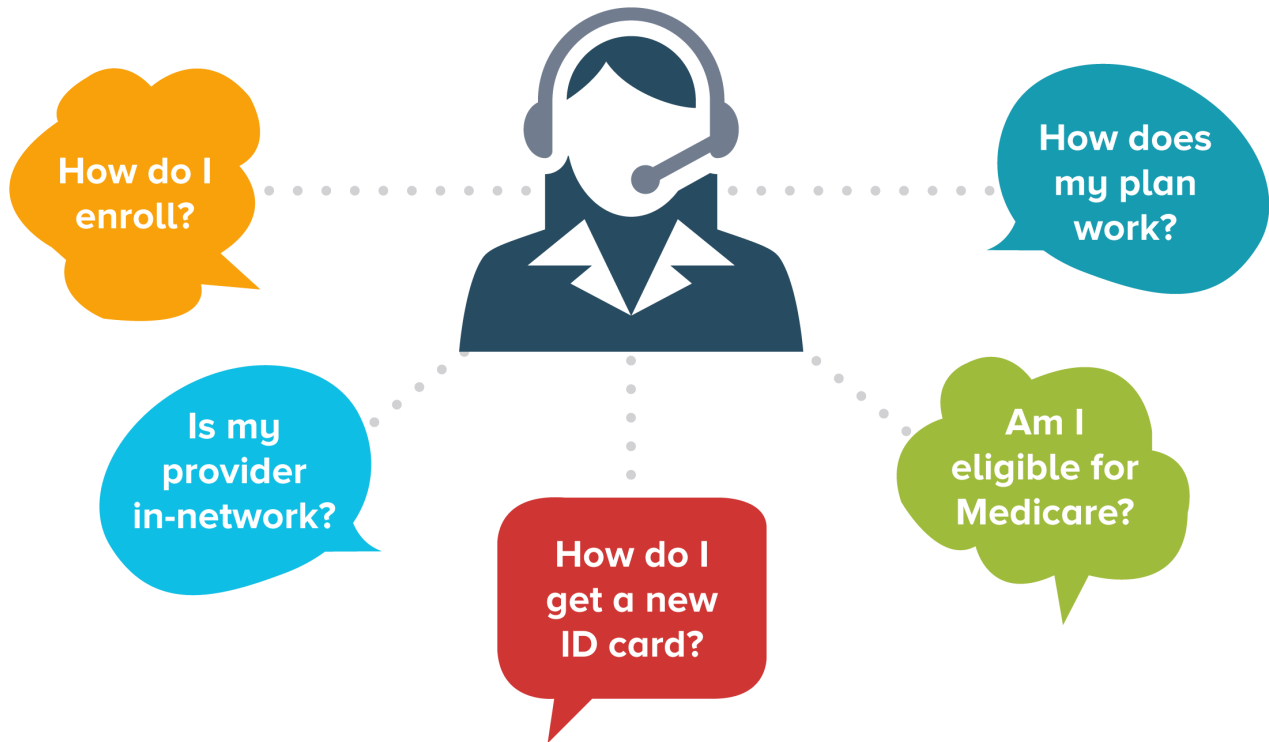 How do I
enroll?
How does
my plan
work?
Is my
provider
in-network?
Am I
eligible for
Medicare?
How do I
get a new
ID card?